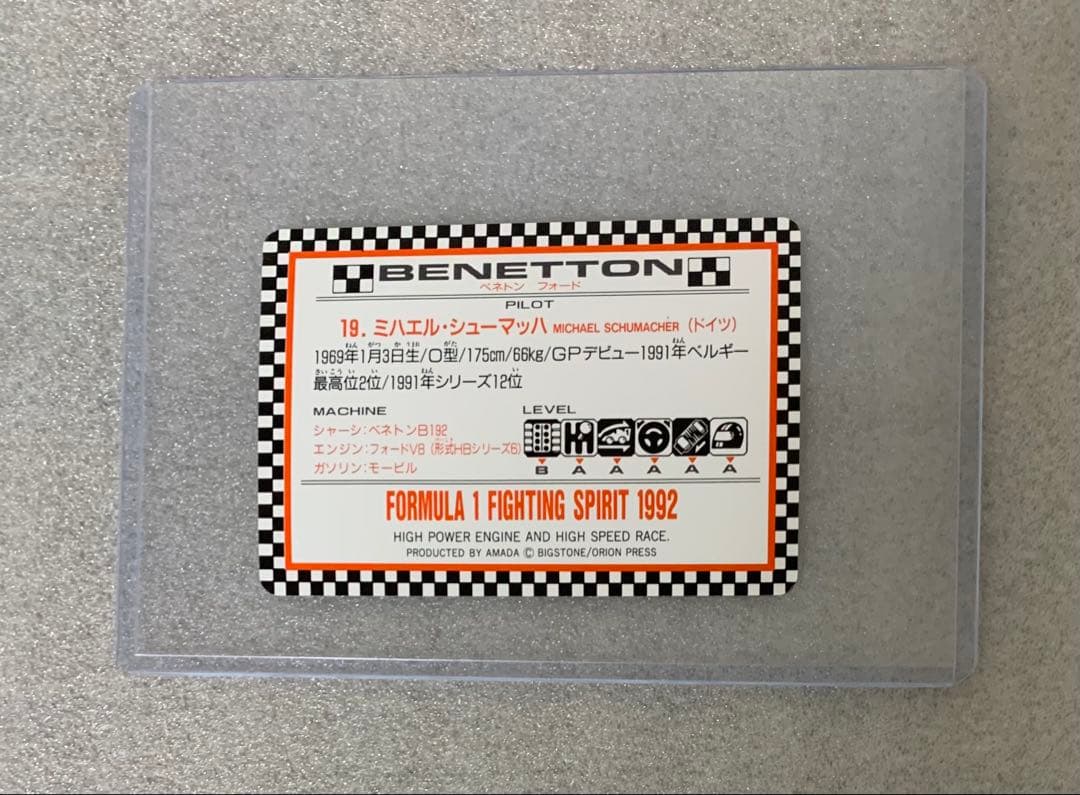 BENETTON
ベネトン フォード
PILOT
19. ミハエル・シューマッハ MICHAEL SCHUMACHER (ドイツ)
1969年1月3日生/O型/175cm/66kg/GPデビュー1991年ベルギー
最高位2位/1991年シリーズ12位
MACHINE
シャーシ:ベネトンB192
エンジン:フォードV8 (形式HBシリーズ6)
ガソリン:モービル
LEVEL
B A A A A A
FORMULA 1 FIGHTING SPIRIT 1992
HIGH POWER ENGINE AND HIGH SPEED RACE.
PRODUCED BY AMADA © BIGSTONE/ORION PRESS